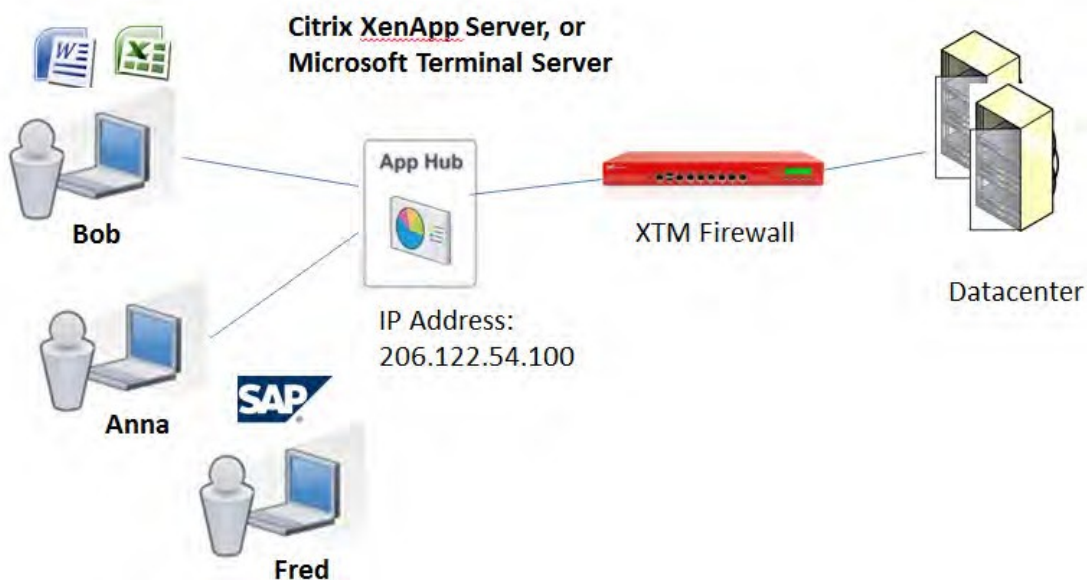 Citrix XenApp Server, or
Microsoft Terminal Server
Bob
App Hub
XTM Firewall
Datacenter
IP Address:
206.122.54.100
SAP
Anna
Fred